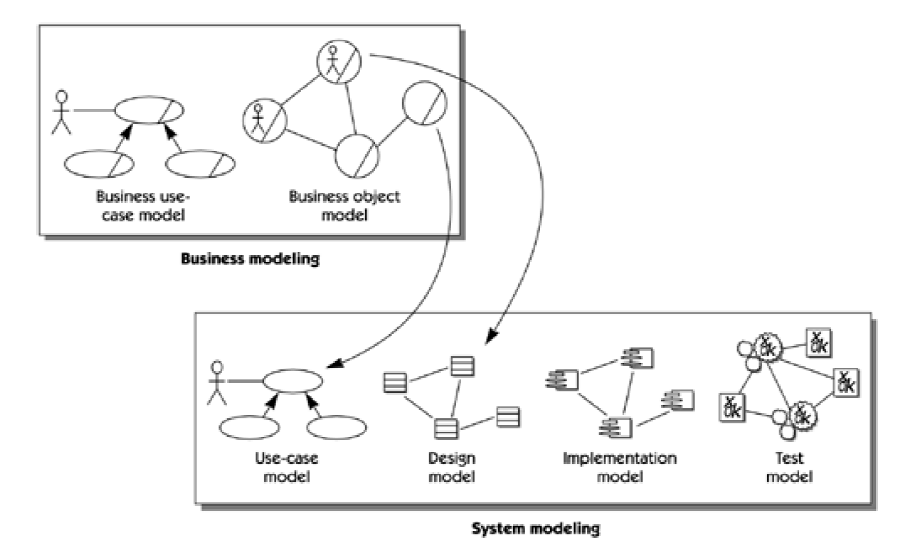 Business use-
case model
Business object
model
Business modeling
Use-case
model
Design
model
Implementation
model
Test
model
System modeling